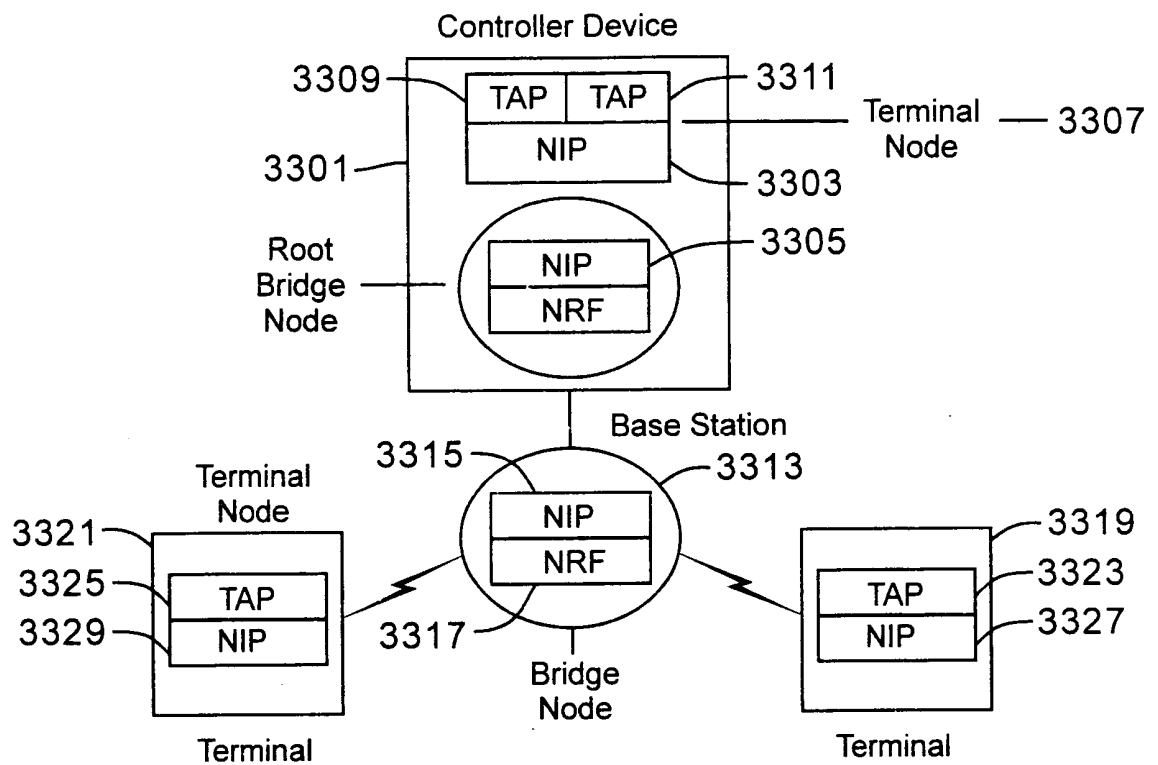 Controller Device
3309
TAP
TAP
3311
Terminal
Node
3307
NIP
3301
3303
3305
Root
Bridge
Node
NIP
NRF
Base Station
3315
3313
NIP
NRF
3317
Bridge
Node
Terminal
Node
3321
3325
TAP
3329
NIP
Terminal
3319
TAP
3323
NIP
3327
Terminal